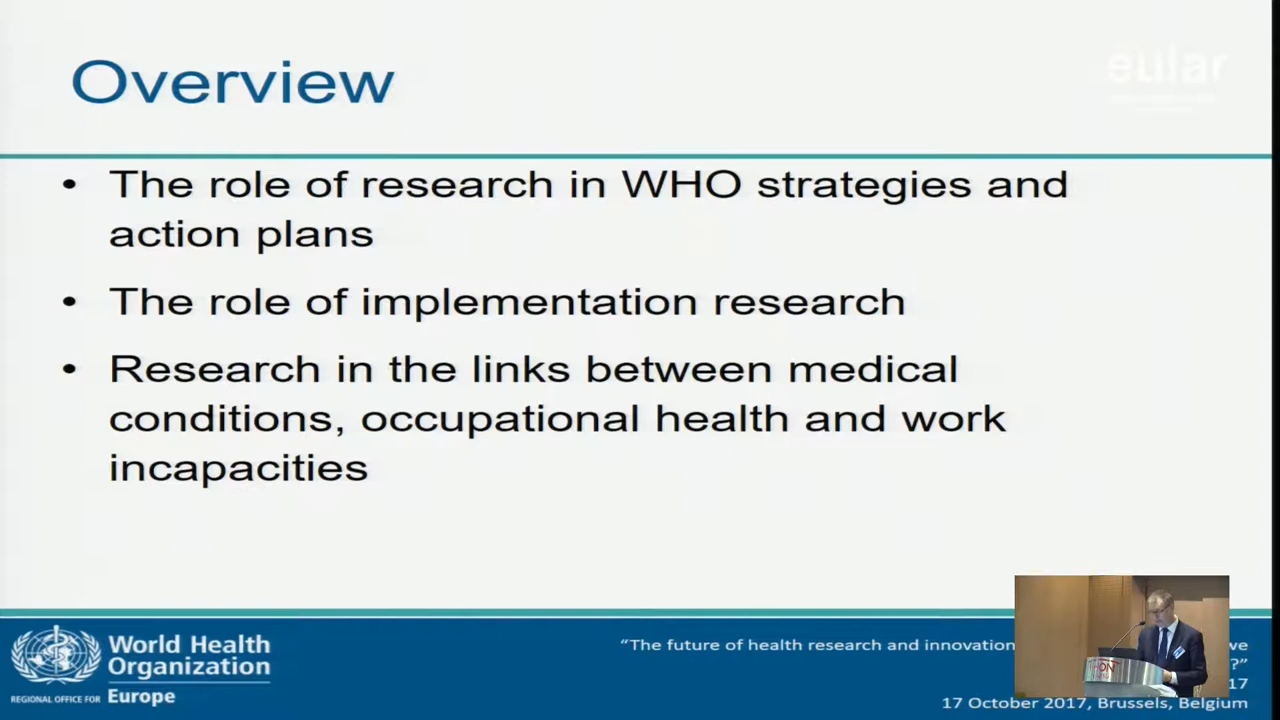 Overview
eular
• The role of research in WHO strategies and
action plans
• The role of implementation research
• Research in the links between medical
conditions, occupational health and work
incapacities
World Health
Organization
REGIONAL OFFICE FOR Europe
“The future of health research and innovation
we
?”
17
17 October 2017, Brussels, Belgium